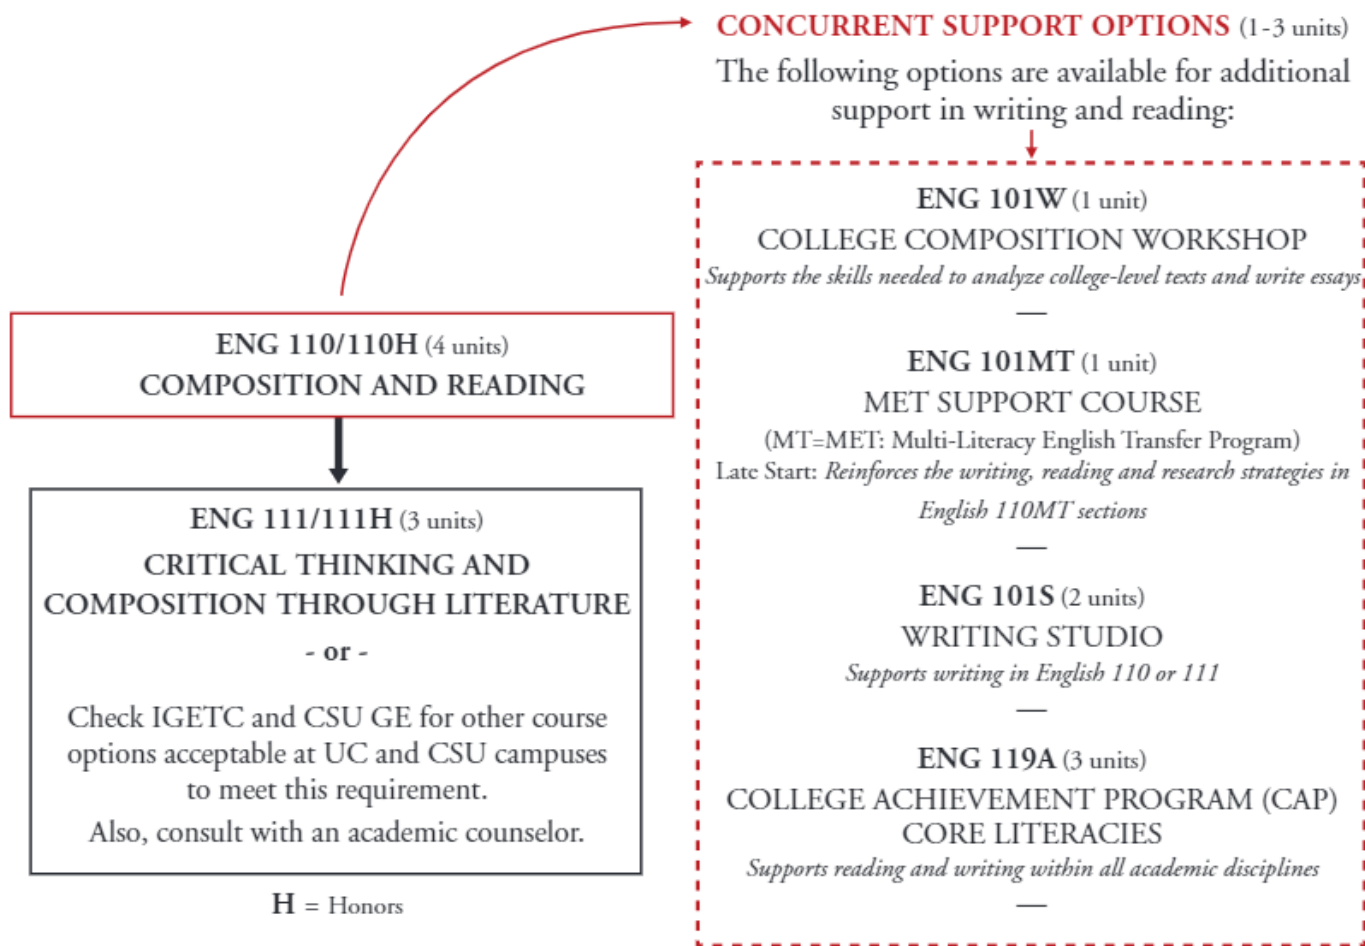 CONCURRENT SUPPORT OPTIONS (1-3 units)
The following options are available for additional
support in writing and reading:
ENG 110/110H (4 units)
COMPOSITION AND READING
ENG 111/111H (3 units)
CRITICAL THINKING AND
COMPOSITION THROUGH LITERATURE
- or -
Check IGETC and CSU GE for other course
options acceptable at UC and CSU campuses
to meet this requirement.
Also, consult with an academic counselor.
H = Honors
ENG 101W (1 unit)
COLLEGE COMPOSITION WORKSHOP
Supports the skills needed to analyze college-level texts and write essays
—
ENG 101MT (1 unit)
MET SUPPORT COURSE
(MT=MET: Multi-Literacy English Transfer Program)
Late Start: Reinforces the writing, reading and research strategies in
English 110MT sections
—
ENG 101S (2 units)
WRITING STUDIO
Supports writing in English 110 or 111
—
ENG 119A (3 units)
COLLEGE ACHIEVEMENT PROGRAM (CAP)
CORE LITERACIES
Supports reading and writing within all academic disciplines
—